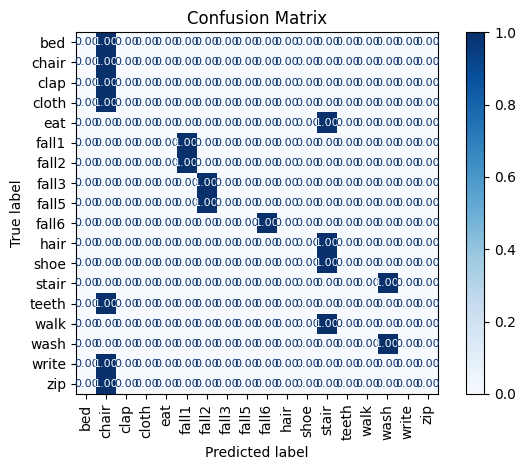 Confusion Matrix
True label
bed 0.00 1.00 0.00 0.00 0.00 0.00 0.00 0.00 0.00 0.00 0.00 0.00 0.00 0.00 0.00 0.00 0.00 0.00
chair 0.00 1.00 0.00 0.00 0.00 0.00 0.00 0.00 0.00 0.00 0.00 0.00 0.00 0.00 0.00 0.00 0.00 0.00
clap 0.00 1.00 0.00 0.00 0.00 0.00 0.00 0.00 0.00 0.00 0.00 0.00 0.00 0.00 0.00 0.00 0.00 0.00
cloth 0.00 1.00 0.00 0.00 0.00 0.00 0.00 0.00 0.00 0.00 0.00 0.00 0.00 0.00 0.00 0.00 0.00 0.00
eat 0.00 0.00 0.00 0.00 0.00 0.00 0.00 0.00 0.00 0.00 0.00 0.00 1.00 0.00 0.00 0.00 0.00 0.00
fall1 0.00 0.00 0.00 0.00 0.00 1.00 0.00 0.00 0.00 0.00 0.00 0.00 0.00 0.00 0.00 0.00 0.00 0.00
fall2 0.00 0.00 0.00 0.00 0.00 1.00 0.00 0.00 0.00 0.00 0.00 0.00 0.00 0.00 0.00 0.00 0.00 0.00
fall3 0.00 0.00 0.00 0.00 0.00 0.00 1.00 0.00 0.00 0.00 0.00 0.00 0.00 0.00 0.00 0.00 0.00 0.00
fall5 0.00 0.00 0.00 0.00 0.00 0.00 1.00 0.00 0.00 0.00 0.00 0.00 0.00 0.00 0.00 0.00 0.00 0.00
fall6 0.00 0.00 0.00 0.00 0.00 0.00 0.00 0.00 0.00 1.00 0.00 0.00 0.00 0.00 0.00 0.00 0.00 0.00
hair 0.00 0.00 0.00 0.00 0.00 0.00 0.00 0.00 0.00 0.00 0.00 0.00 1.00 0.00 0.00 0.00 0.00 0.00
shoe 0.00 0.00 0.00 0.00 0.00 0.00 0.00 0.00 0.00 0.00 0.00 0.00 1.00 0.00 0.00 0.00 0.00 0.00
stair 0.00 0.00 0.00 0.00 0.00 0.00 0.00 0.00 0.00 0.00 0.00 0.00 0.00 0.00 0.00 1.00 0.00 0.00
teeth 0.00 1.00 0.00 0.00 0.00 0.00 0.00 0.00 0.00 0.00 0.00 0.00 0.00 0.00 0.00 0.00 0.00 0.00
walk 0.00 0.00 0.00 0.00 0.00 0.00 0.00 0.00 0.00 0.00 0.00 0.00 1.00 0.00 0.00 0.00 0.00 0.00
wash 0.00 0.00 0.00 0.00 0.00 0.00 0.00 0.00 0.00 0.00 0.00 0.00 0.00 0.00 0.00 1.00 0.00 0.00
write 0.00 1.00 0.00 0.00 0.00 0.00 0.00 0.00 0.00 0.00 0.00 0.00 0.00 0.00 0.00 0.00 0.00 0.00
zip 0.00 1.00 0.00 0.00 0.00 0.00 0.00 0.00 0.00 0.00 0.00 0.00 0.00 0.00 0.00 0.00 0.00 0.00
bed chair clap cloth eat fall1 fall2 fall3 fall5 fall6 hair shoe stair teeth walk wash write zip
Predicted label
1.0
0.8
0.6
0.4
0.2
0.0